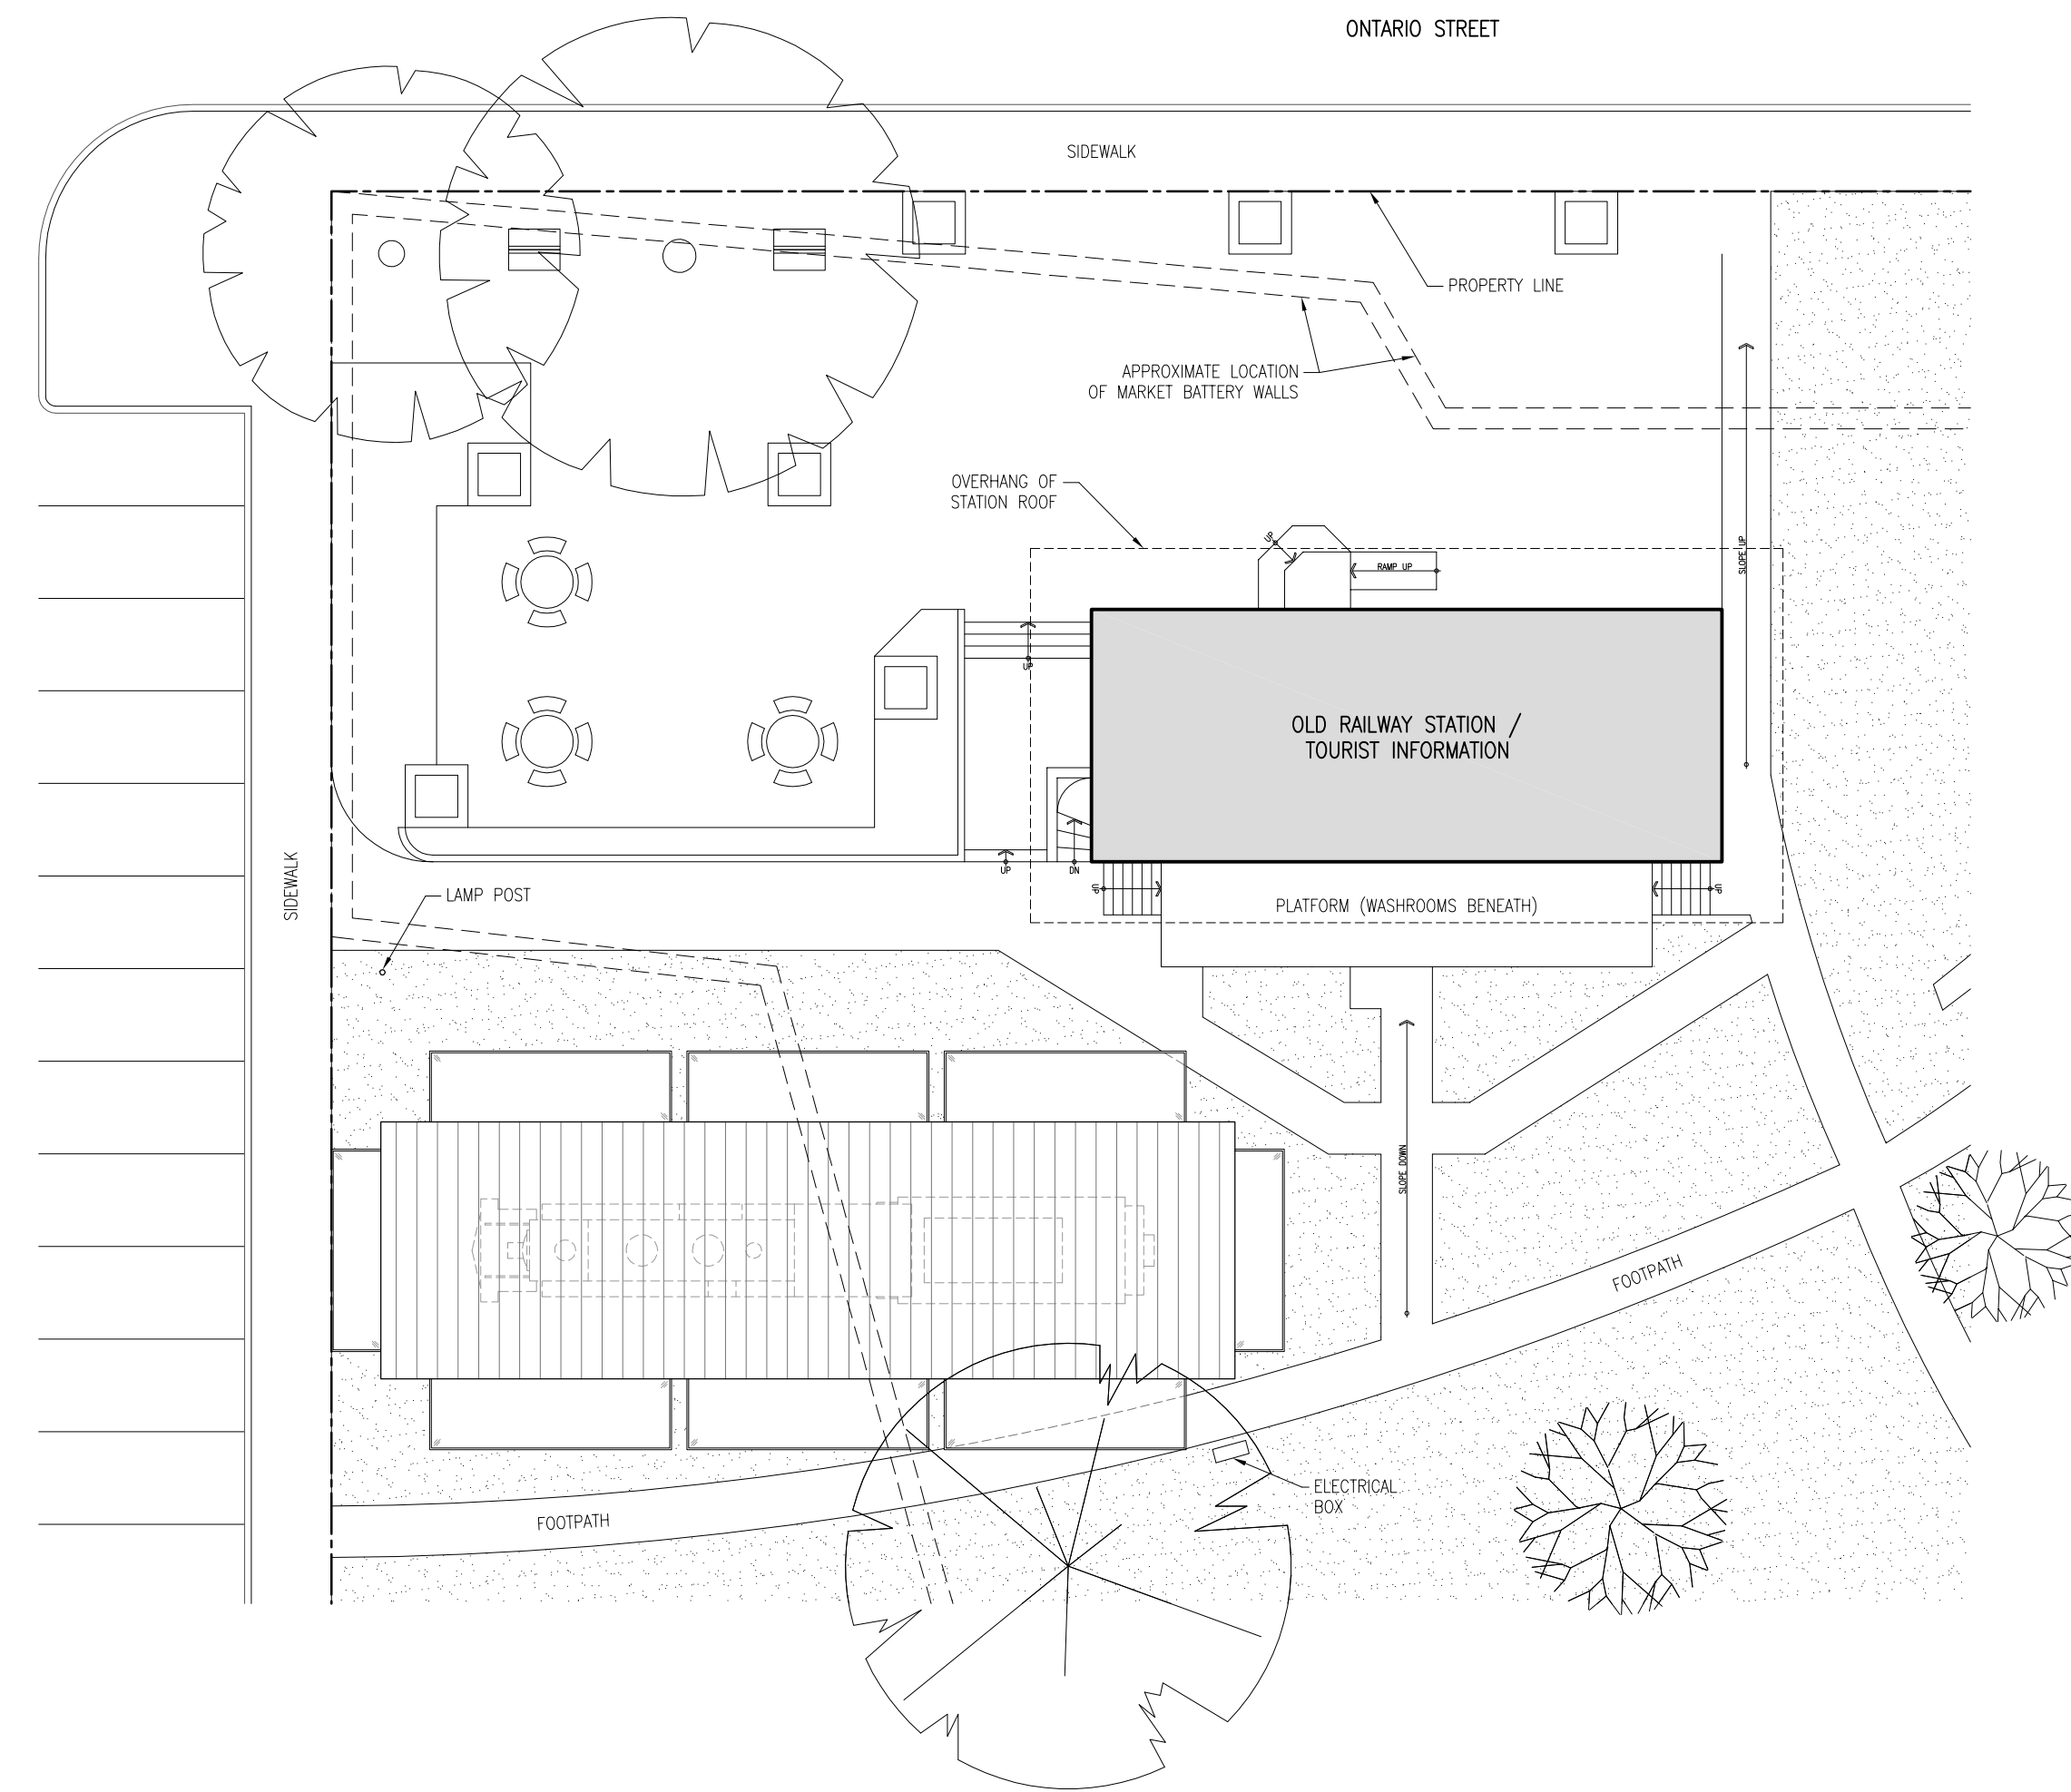 ONTARIO STREET
SIDEWALK
PROPERTY LINE
APPROXIMATE LOCATION
OF MARKET BATTERY WALLS
OVERHANG OF
STATION ROOF
UP
RAMP UP
SLOPE UP
UP
OLD RAILWAY STATION /
TOURIST INFORMATION
UP
DN
UP
UP
PLATFORM (WASHROOMS BENEATH)
SIDEWALK
LAMP POST
SLOPE DOWN
FOOTPATH
ELECTRICAL
BOX
FOOTPATH